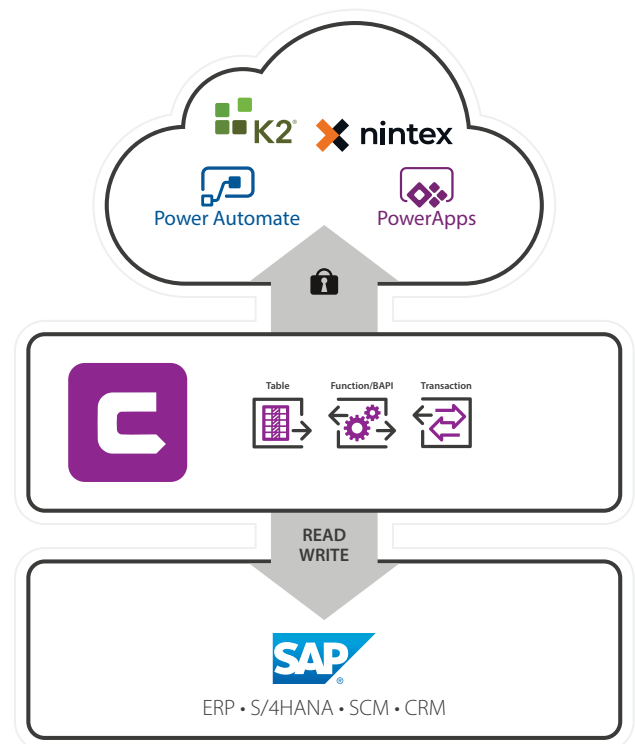 K2®
nintex
Power Automate
PowerApps
Table
Function/BAPI
Transaction
READ
WRITE
SAP®
ERP • S/4HANA • SCM • CRM